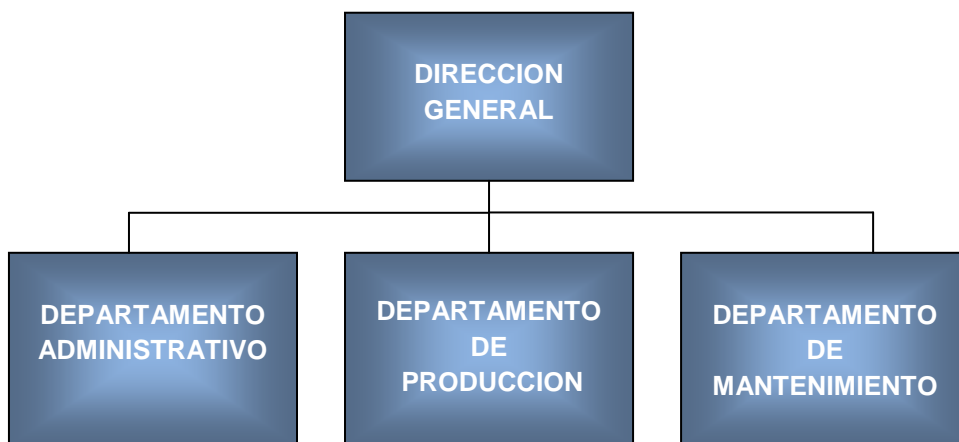 DIRECCION
GENERAL
DEPARTAMENTO
ADMINISTRATIVO
DEPARTAMENTO
DE
PRODUCCION
DEPARTAMENTO
DE
MANTENIMIENTO